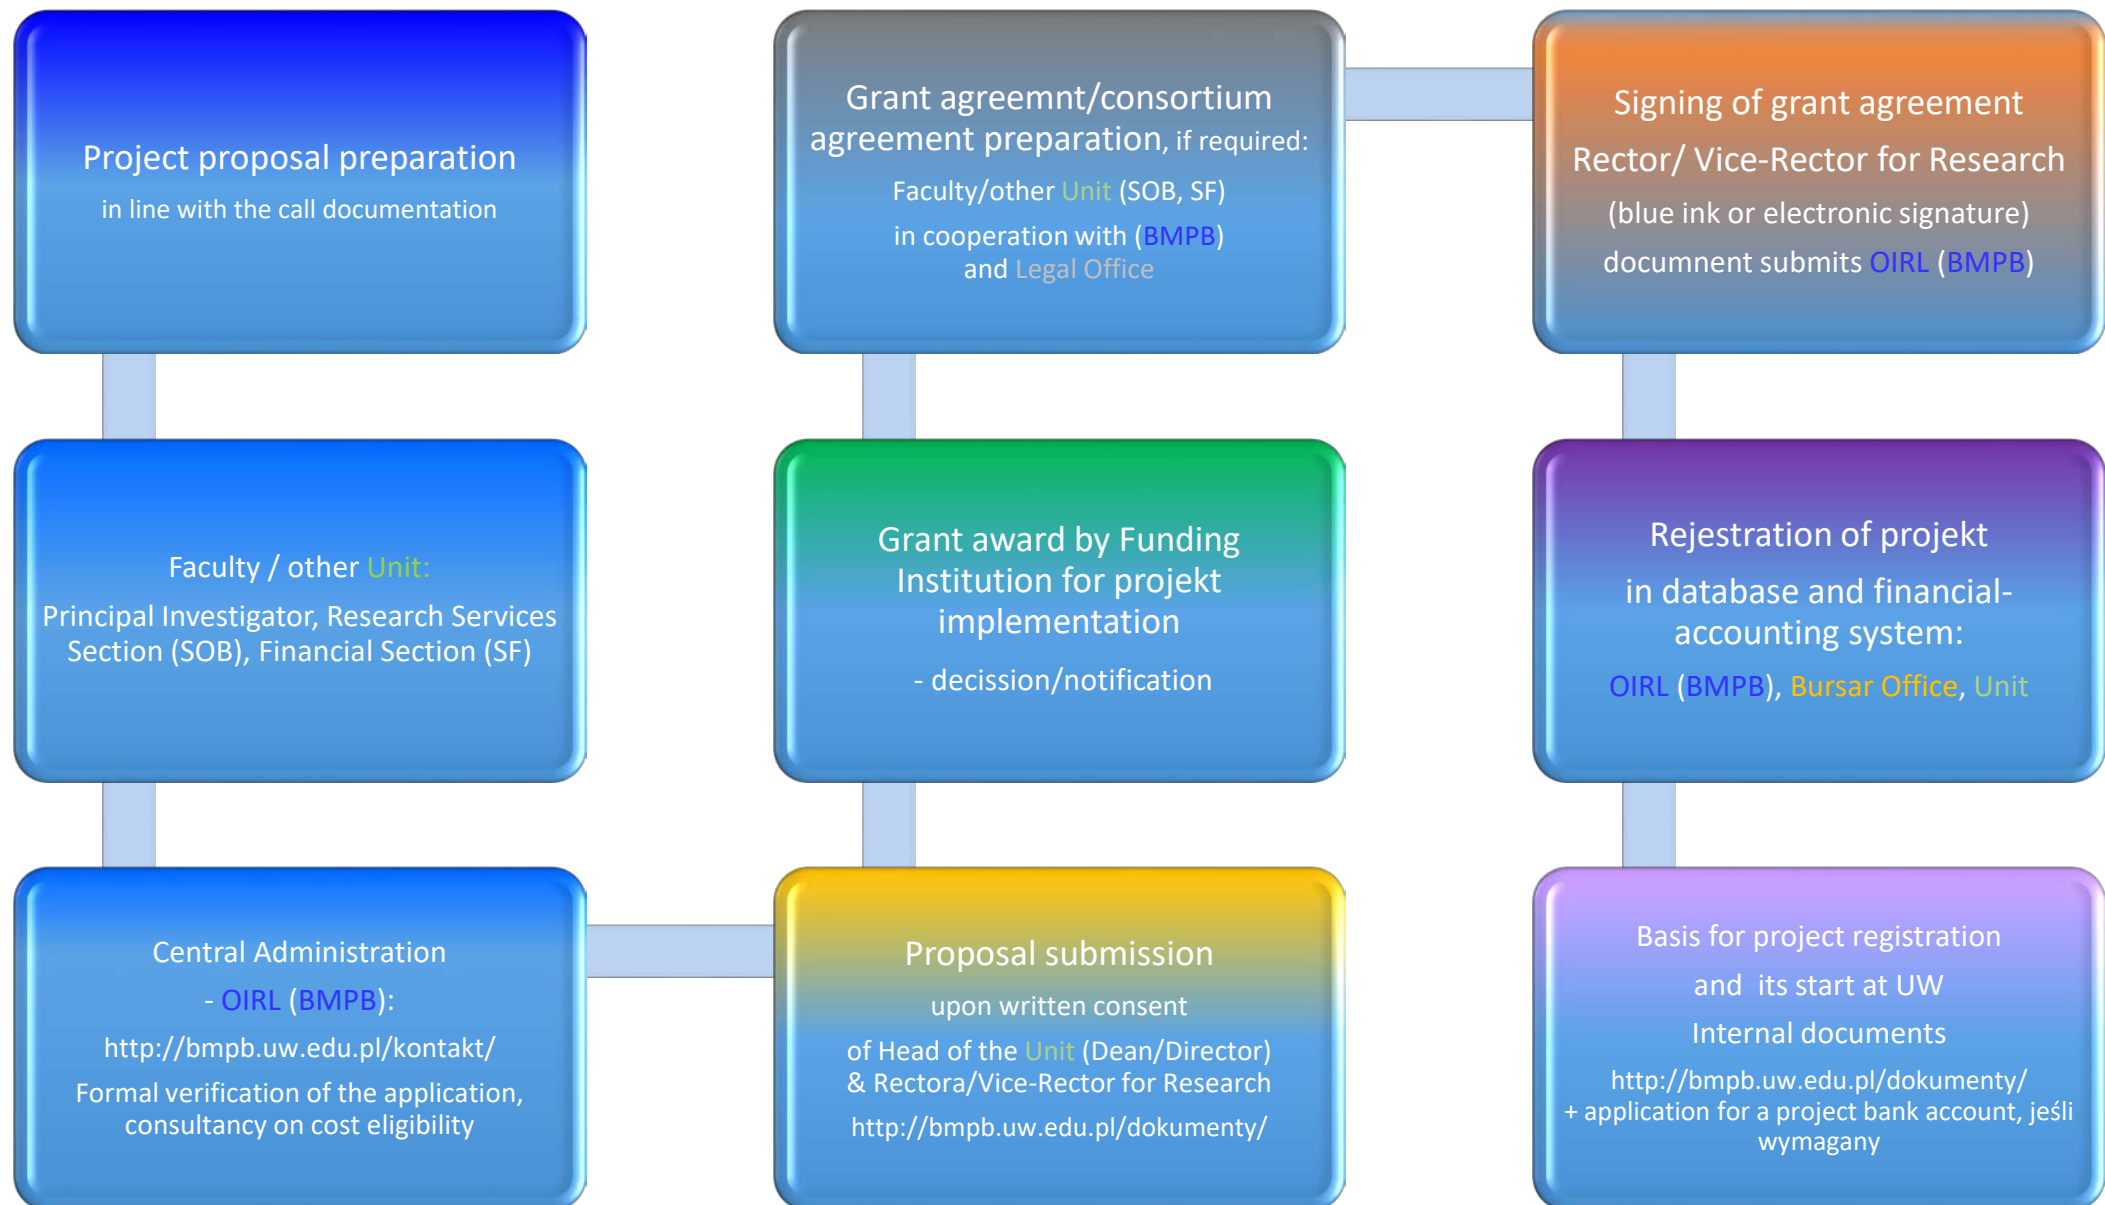 Project proposal preparation
in line with the call documentation
Faculty / other Unit:
Principal Investigator, Research Services
Section (SOB), Financial Section (SF)
Central Administration
- OIRL (BMPB):
http://bmpb.uw.edu.pl/kontakt/
Formal verification of the application,
consultancy on cost eligibility
Proposal submission
upon written consent
of Head of the Unit (Dean/Director)
& Rectora/Vice-Rector for Research
http://bmpb.uw.edu.pl/dokumenty/
Grant award by Funding
Institution for projekt
implementation
- decission/notification
Grant agreemnt/consortium
agreement preparation, if required:
Faculty/other Unit (SOB, SF)
in cooperation with (BMPB)
and Legal Office
Signing of grant agreement
Rector/ Vice-Rector for Research
(blue ink or electronic signature)
documnent submits OIRL (BMPB)
Rejestration of projekt
in database and financial-
accounting system:
OIRL (BMPB), Bursar Office, Unit
Basis for project registration
and its start at UW
Internal documents
http://bmpb.uw.edu.pl/dokumenty/
+ application for a project bank account, jeśli
wymagany